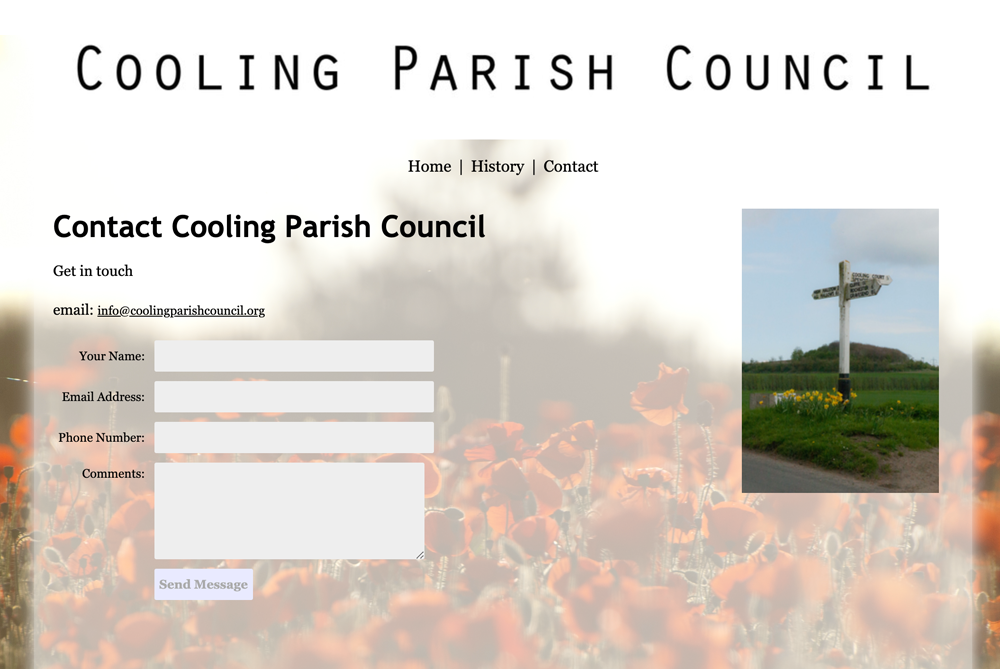 COOLING PARISH COUNCIL
Home | History | Contact
Contact Cooling Parish Council
Get in touch
email: info@coolingparishcouncil.org
Your Name:
Email Address:
Phone Number:
Comments:
Send Message